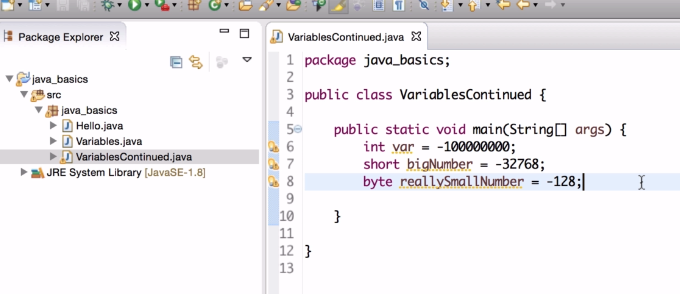 Package Explorer
java_basics
src
java_basics
Hello.java
Variables.java
VariablesContinued.java
JRE System Library [JavaSE-1.8]
VariablesContinued.java
1 package java_basics;
2
3 public class VariablesContinued {
4
5 public static void main(String[] args) {
6 int var = -100000000;
7 short bigNumber = -32768;
8 byte reallySmallNumber = -128;
9
10 }
11
12 }
13